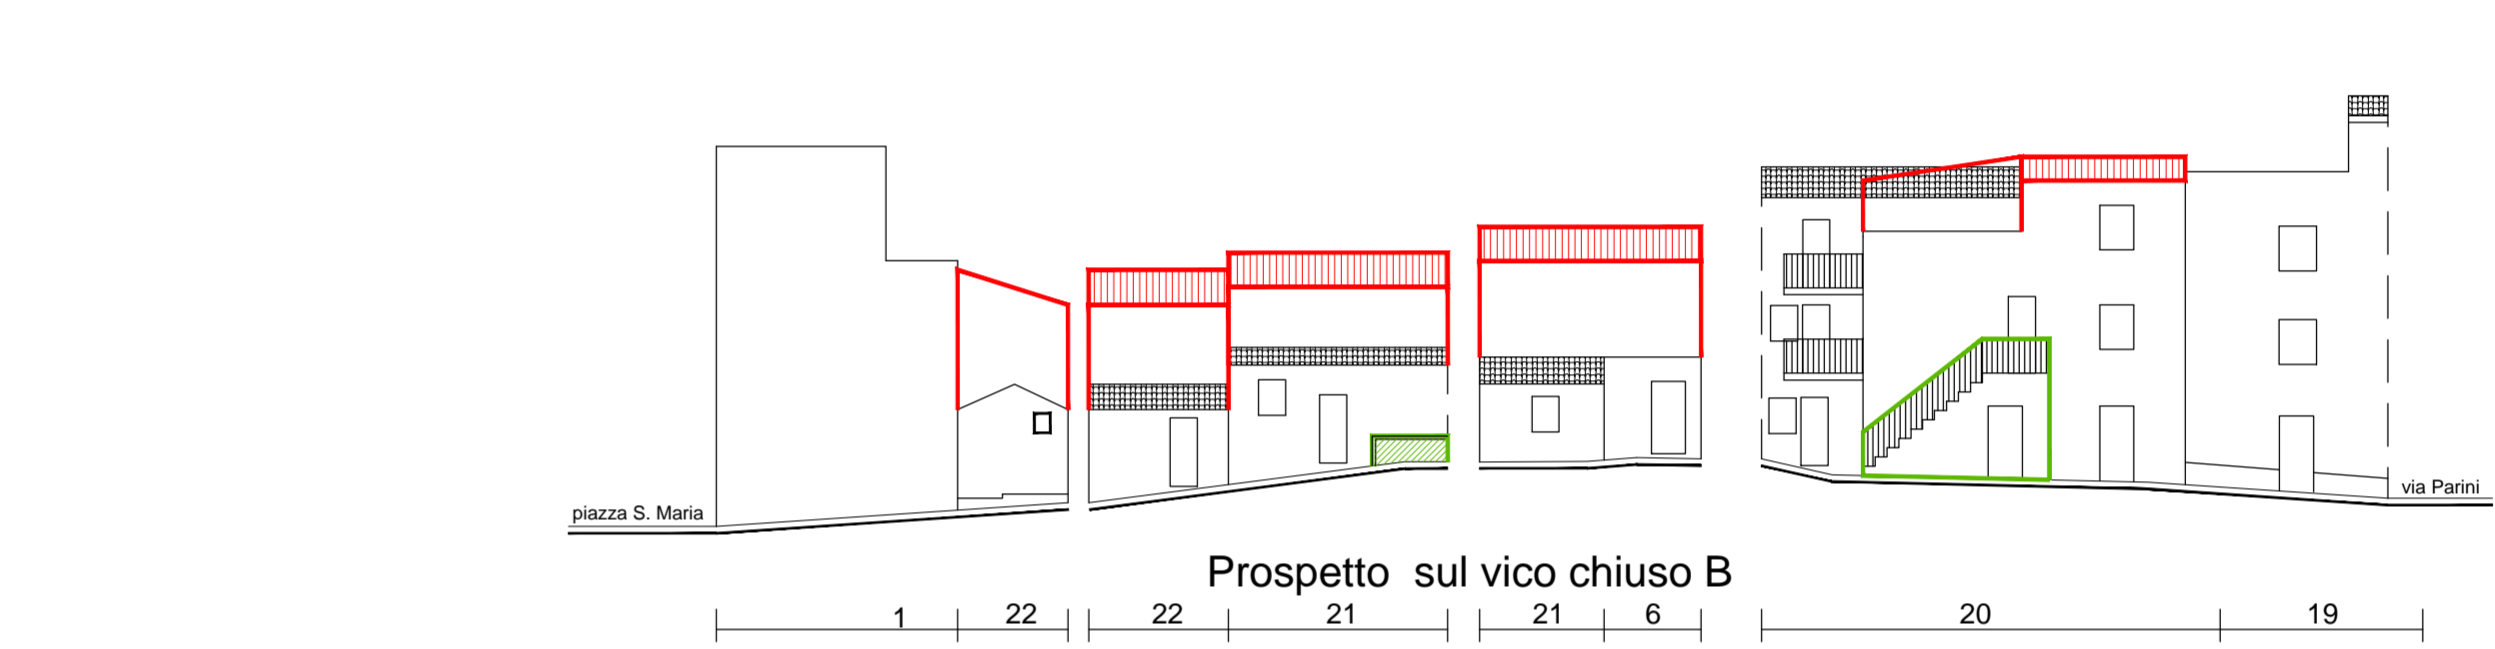 via Parini
piazza S. Maria
Prospetto sul vico chiuso B
1 22 22 21 21 6 20 19